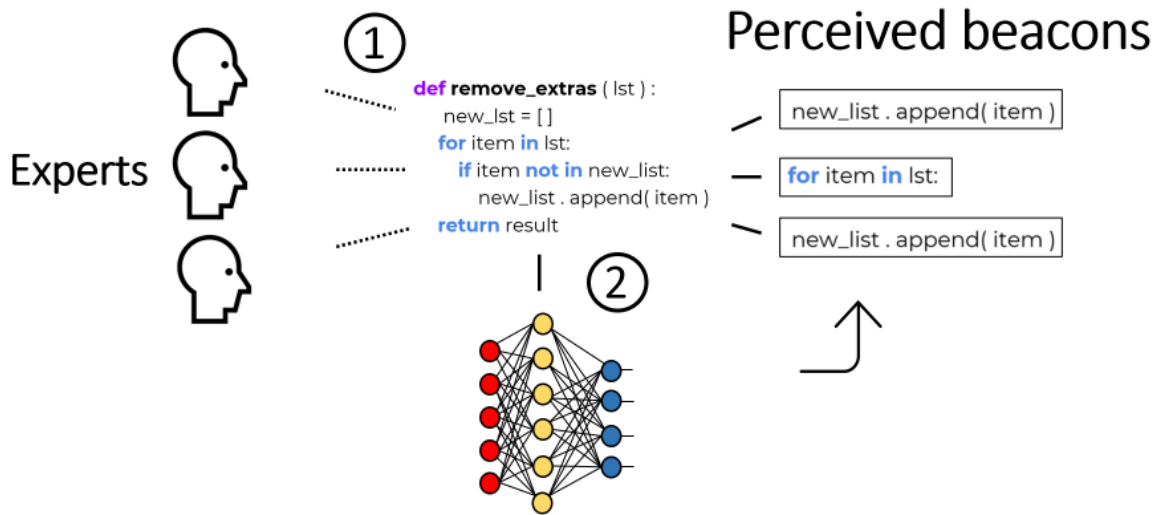 Experts
1
def remove_extras ( lst ) :
new_lst = [ ]
for item in lst:
if item not in new_list:
new_list . append( item )
return result
2
Perceived beacons
new_list . append( item )
for item in lst:
new_list . append( item )